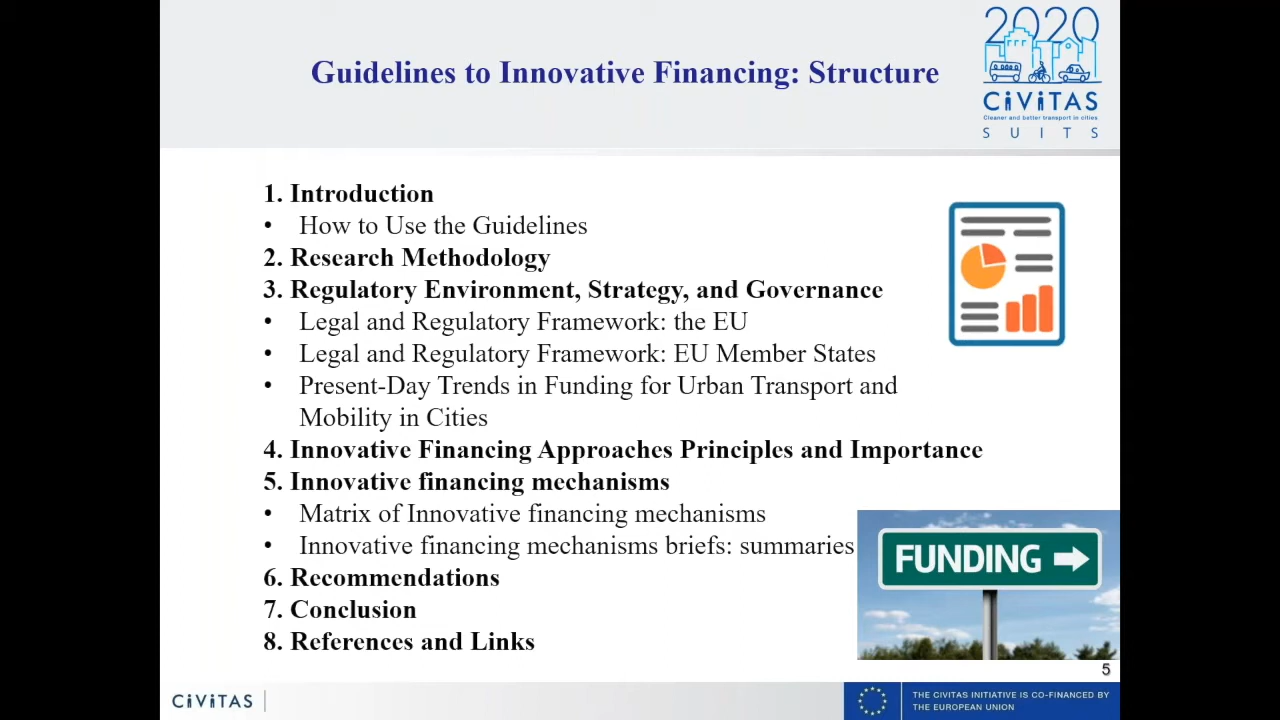 Guidelines to Innovative Financing: Structure
2020
CiViTAS
Cleaner and better transport in cities
SUITS
1. Introduction
• How to Use the Guidelines
2. Research Methodology
3. Regulatory Environment, Strategy, and Governance
• Legal and Regulatory Framework: the EU
• Legal and Regulatory Framework: EU Member States
• Present-Day Trends in Funding for Urban Transport and
Mobility in Cities
4. Innovative Financing Approaches Principles and Importance
5. Innovative financing mechanisms
• Matrix of Innovative financing mechanisms
• Innovative financing mechanisms briefs: summaries
6. Recommendations
7. Conclusion
8. References and Links
FUNDING
5
CiViTAS
THE CIVITAS INITIATIVE IS CO-FINANCED BY
THE EUROPEAN UNION